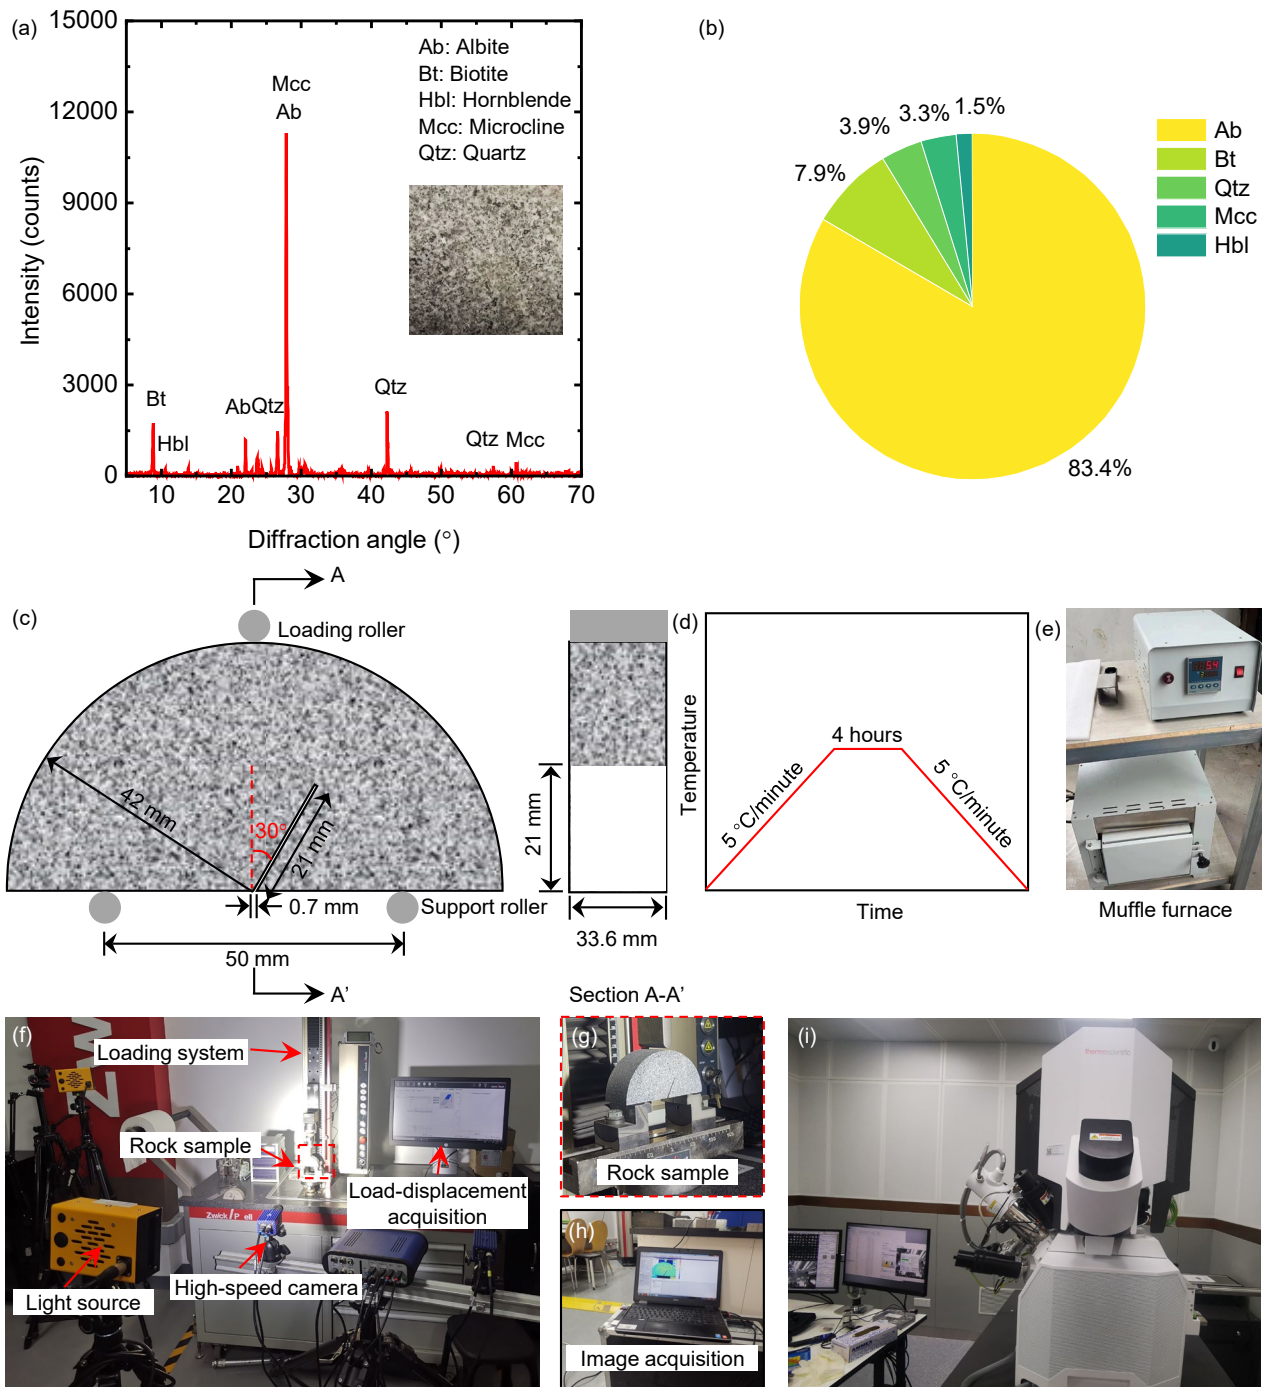 (a)
15000
12000
9000
6000
3000
0
Intensity (counts)
10
20
30
40
50
60
70
Diffraction angle (°)
Ab: Albite
Bt: Biotite
Hbl: Hornblende
Mcc: Microcline
Qtz: Quartz
Mcc
Ab
Bt
Hbl
Ab
Qtz
Qtz
Qtz
Mcc
(b)
3.9%
3.3%
1.5%
7.9%
83.4%
Ab
Bt
Qtz
Mcc
Hbl
(c)
A
Loading roller
42 mm
30°
21 mm
0.7 mm
Support roller
50 mm
A'
21 mm
33.6 mm
Section A-A'
(d)
Temperature
5 °C/minute
4 hours
5 °C/minute
Time
(e)
Muffle furnace
(f)
Loading system
Rock sample
Load-displacement
acquisition
High-speed camera
Light source
Zwick
(g)
Rock sample
(h)
Image acquisition
(i)
thermoscientific